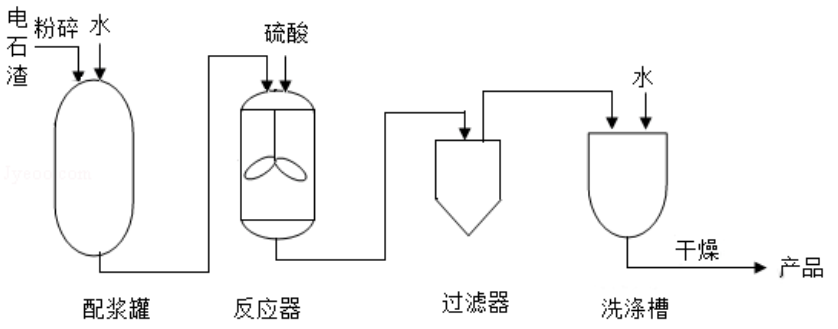 电石渣
粉碎
水
硫酸
水
干燥
产品
配浆罐
反应器
过滤器
洗涤槽